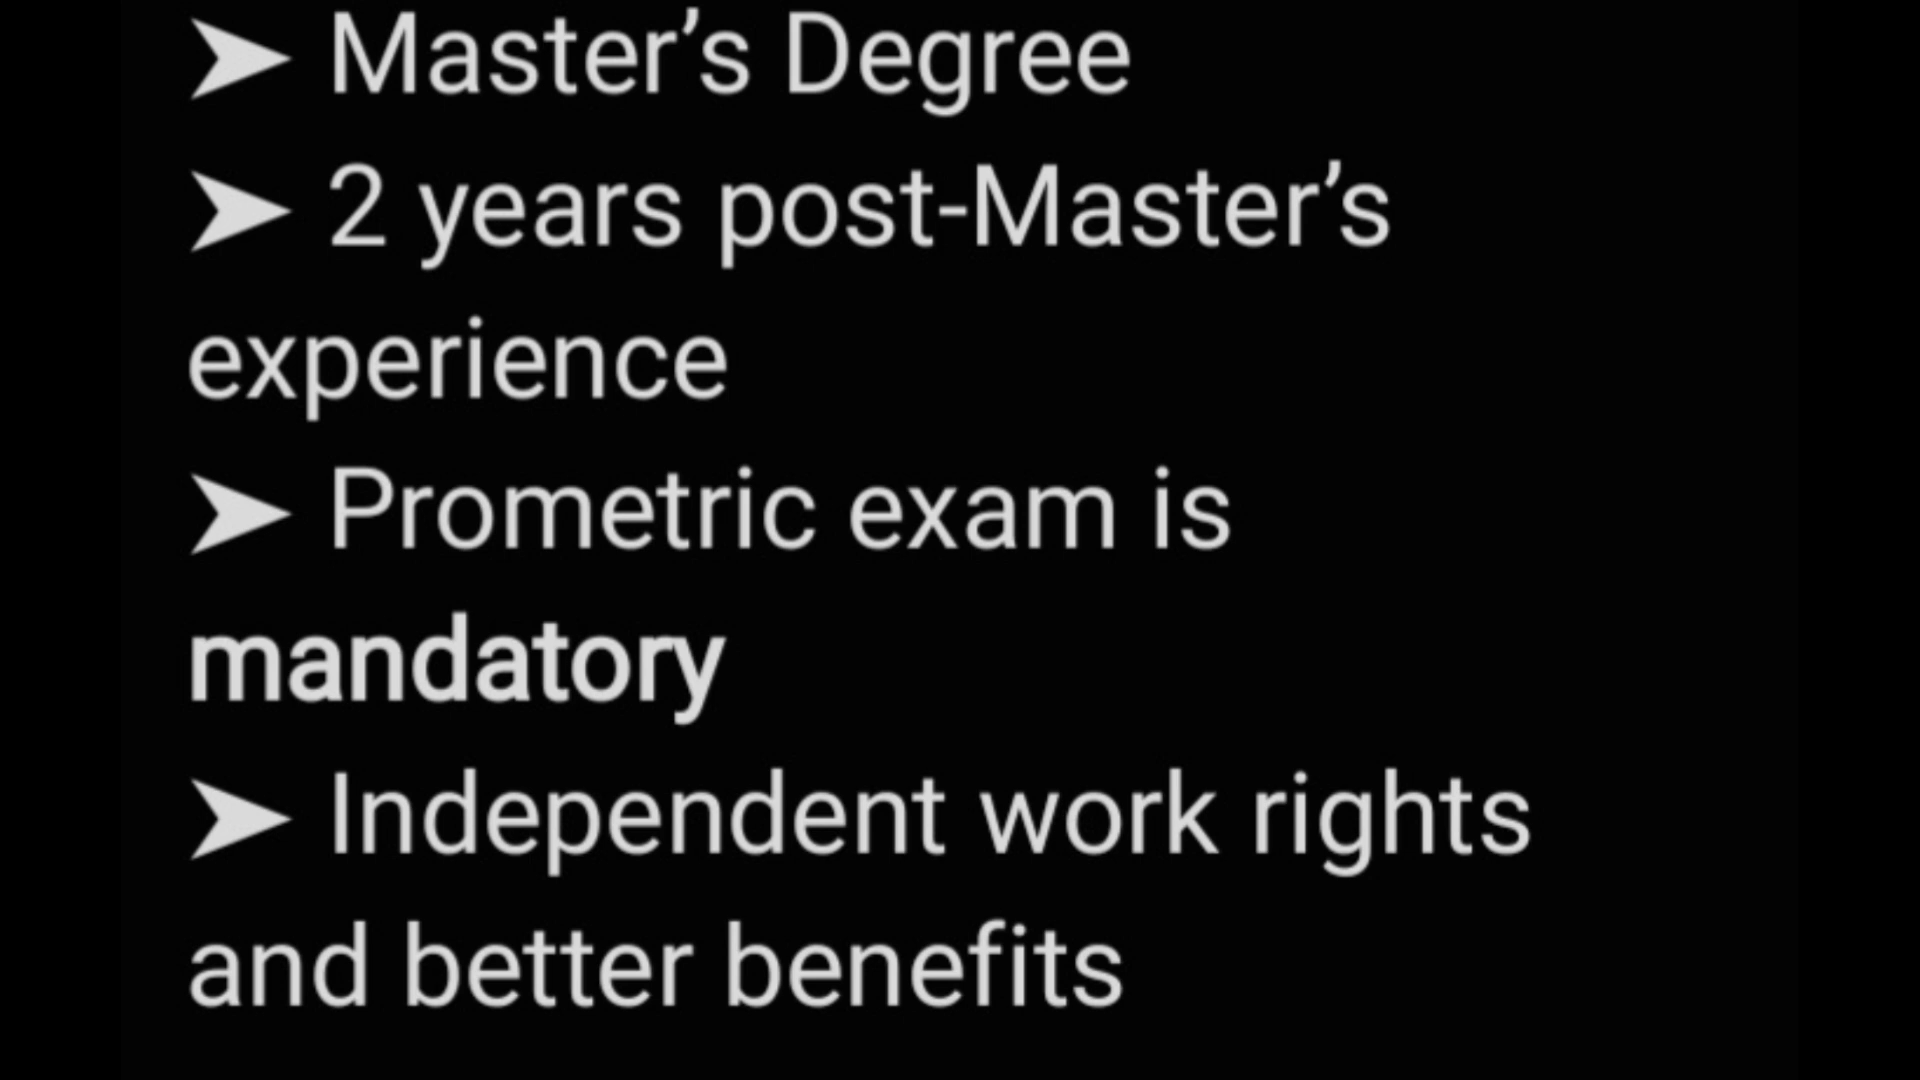 ➤ Master’s Degree
➤ 2 years post-Master’s
experience
➤ Prometric exam is
mandatory
➤ Independent work rights
and better benefits